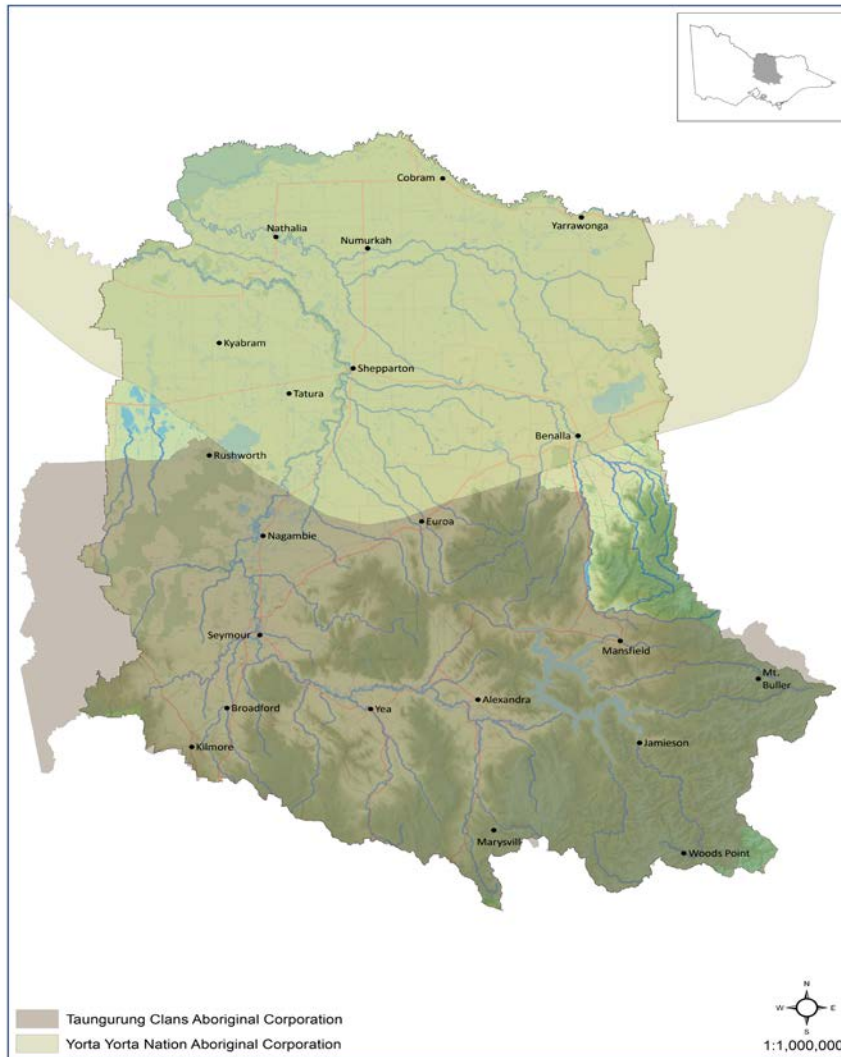 Cobram
Yarrawonga
Nathalia
Numurkah
Kyabram
Shepparton
Tatura
Benalla
Rushworth
Euroa
Nagambie
Seymour
Mansfield
Mt.
Buller
Alexandra
Broadford
Yea
Jamieson
Kilmore
Marysvill
Woods Point
N
W E
S
Taungurung Clans Aboriginal Corporation
Yorta Yorta Nation Aboriginal Corporation
1:1,000,000